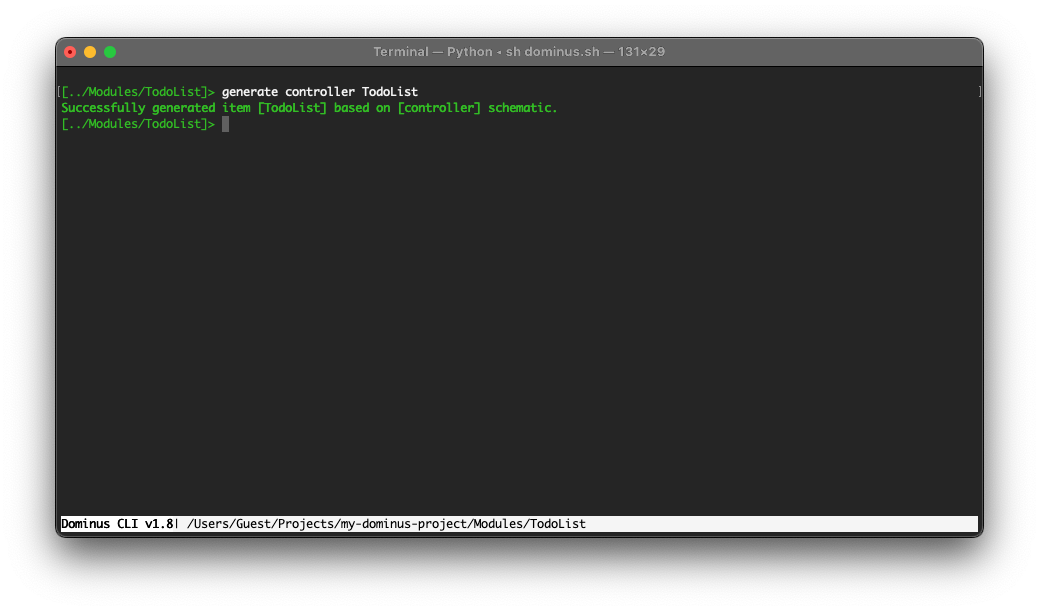 Terminal — Python ◂ sh dominus.sh — 131×29
[[../Modules/TodoList]> generate controller TodoList ]
Successfully generated item [TodoList] based on [controller] schematic.
[../Modules/TodoList]>
Dominus CLI v1.8| /Users/Guest/Projects/my-dominus-project/Modules/TodoList